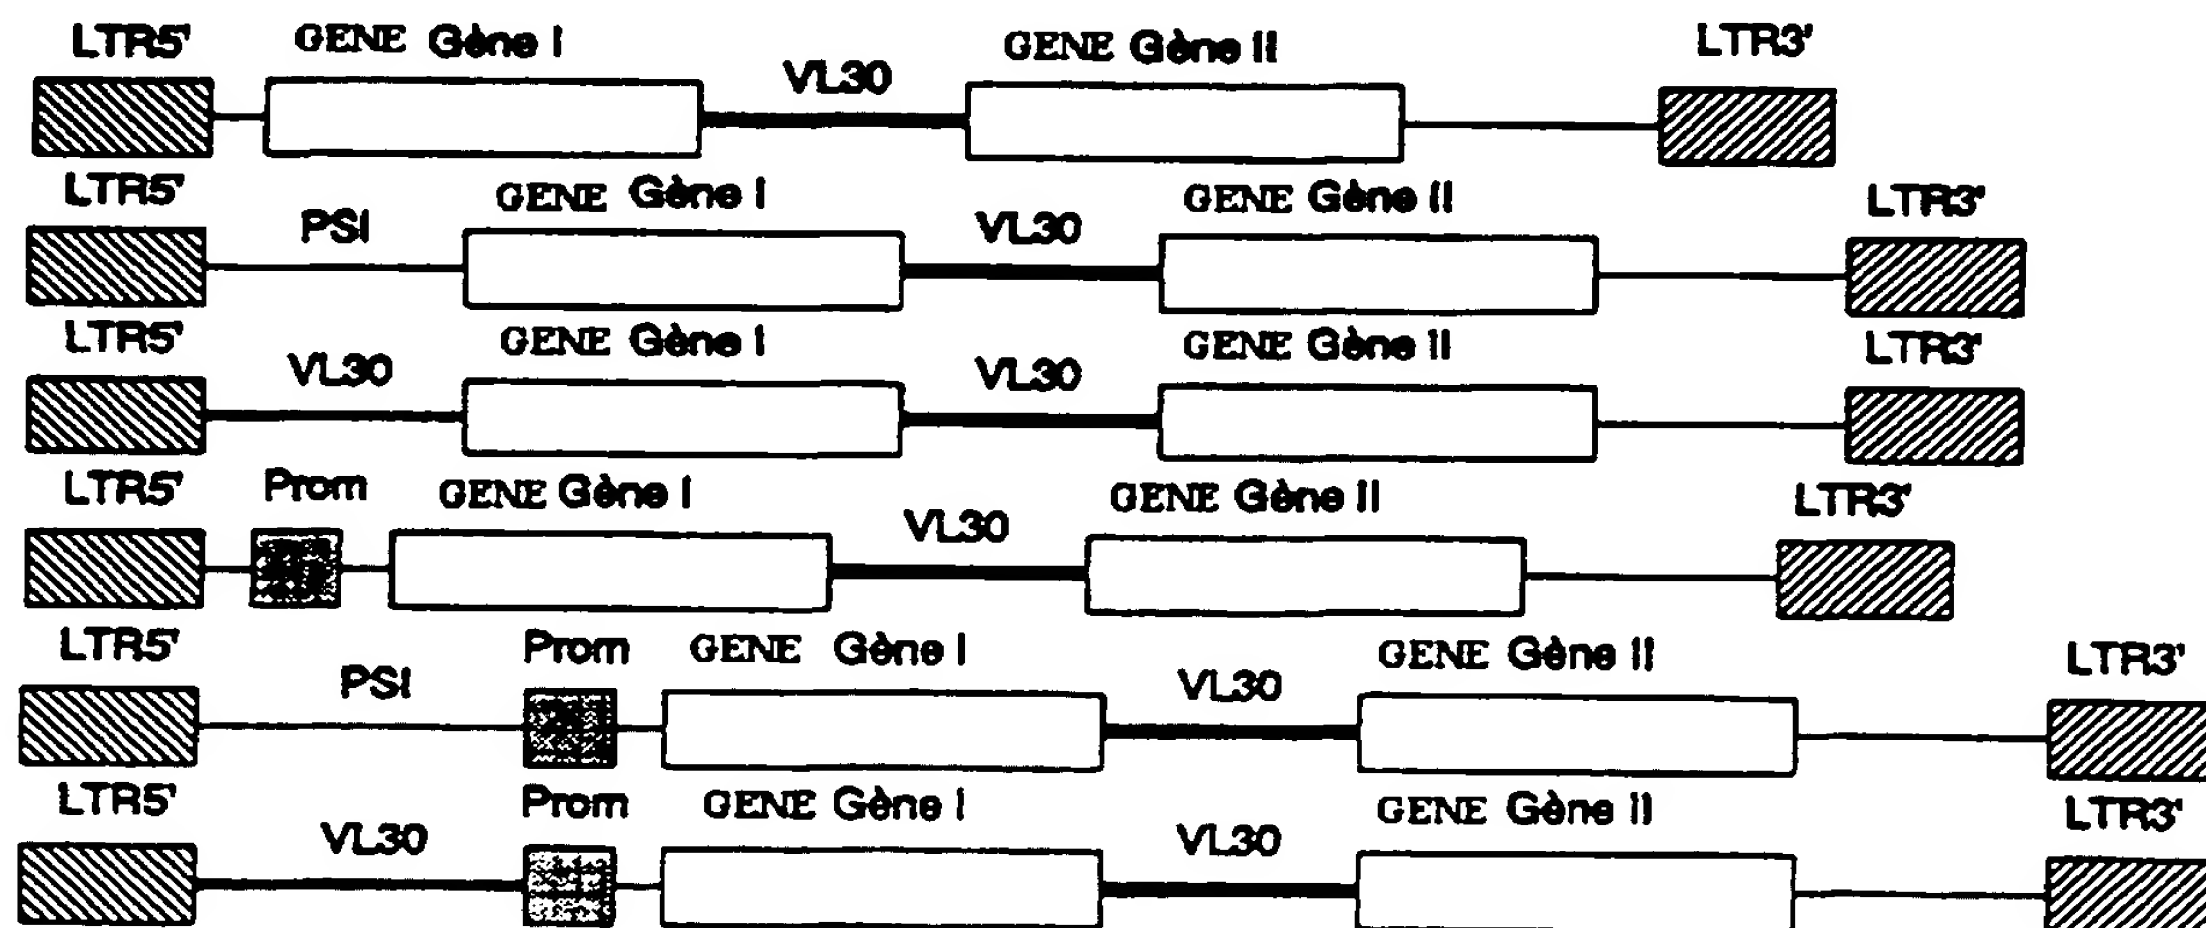 LTR5' GENE Gène I VL30 GENE Gène II LTR3'
LTR5' PSI GENE Gène I VL30 GENE Gène II LTR3'
LTR5' VL30 GENE Gène I VL30 GENE Gène II LTR3'
LTR5' Prom GENE Gène I VL30 GENE Gène II LTR3'
LTR5' PSI Prom GENE Gène I VL30 GENE Gène II LTR3'
LTR5' VL30 Prom GENE Gène I VL30 GENE Gène II LTR3'